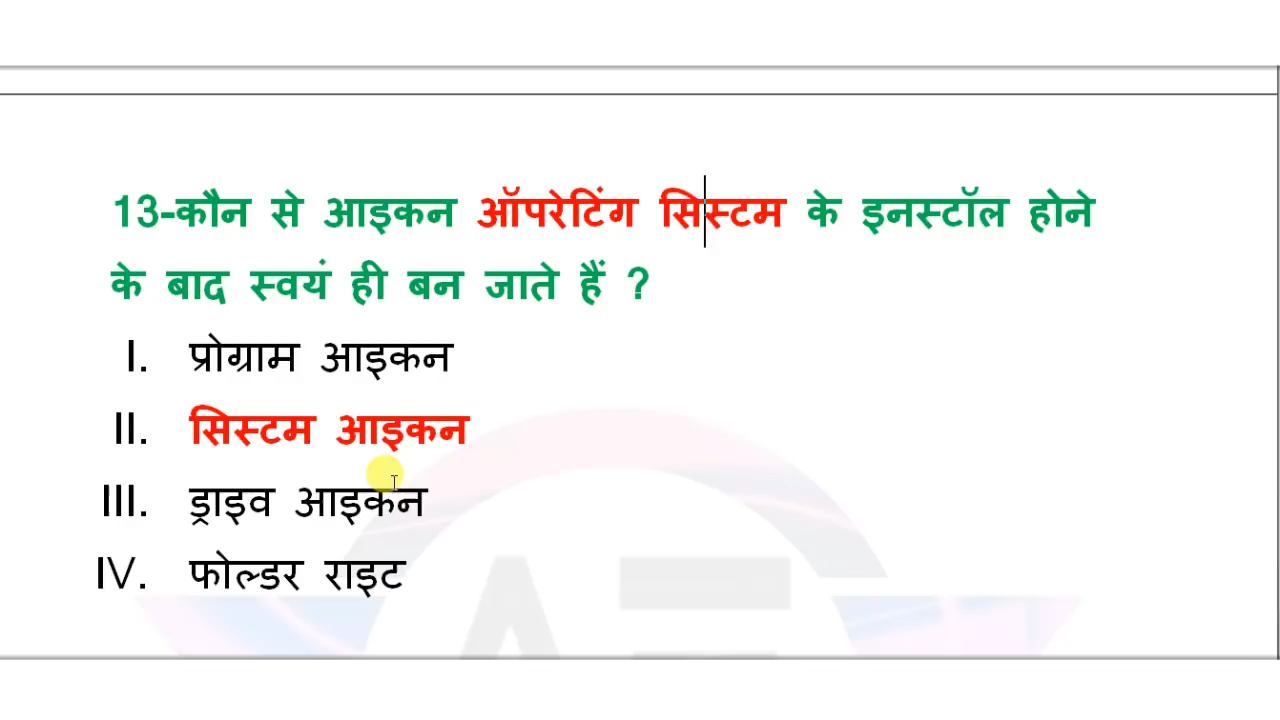 13-कौन से आइकन ऑपरेटिंग सिस्टम के इनस्टॉल होने
के बाद स्वयं ही बन जाते हैं ?
I. प्रोग्राम आइकन
II. सिस्टम आइकन
III. ड्राइव आइकन
IV. फोल्डर राइट